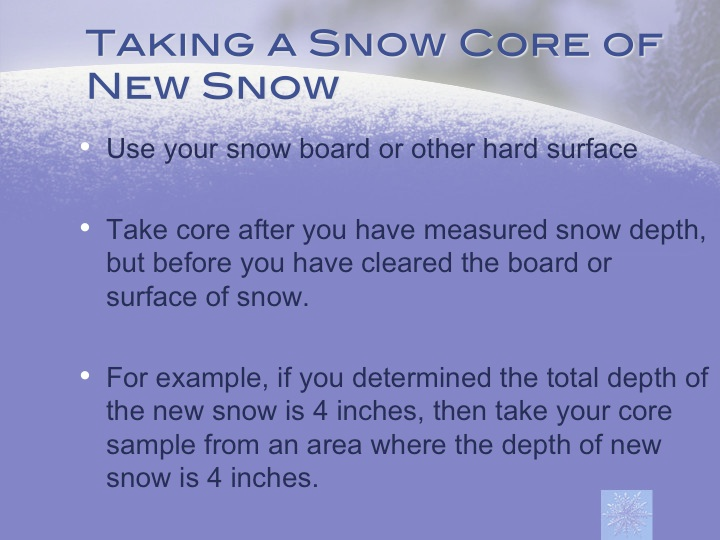 Taking a Snow Core of
New Snow
• Use your snow board or other hard surface
• Take core after you have measured snow depth,
but before you have cleared the board or
surface of snow.
• For example, if you determined the total depth of
the new snow is 4 inches, then take your core
sample from an area where the depth of new
snow is 4 inches.